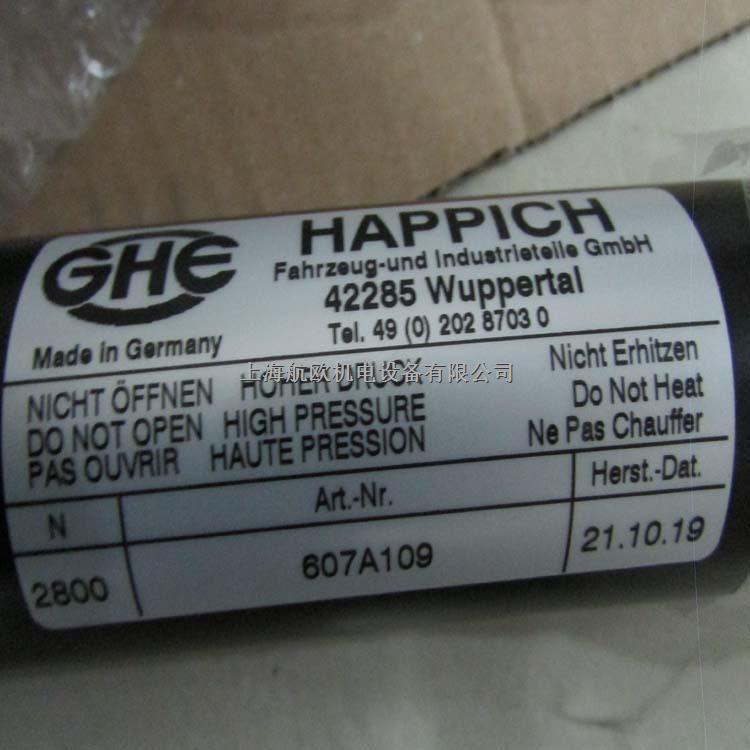 GHE
HAPPICH
Fahrzeug-und Industrieteile GmbH
42285 Wuppertal
Tel. 49 (0) 202 8703 0
Made in Germany
上海航欧机电设备有限公司
NICHT ÖFFNEN HOHER DRUCK
DO NOT OPEN HIGH PRESSURE
PAS OUVRIR HAUTE PRESSION
Nicht Erhitzen
Do Not Heat
Ne Pas Chauffer
N Art.-Nr. Herst.-Dat.
2800 607A109 21.10.19